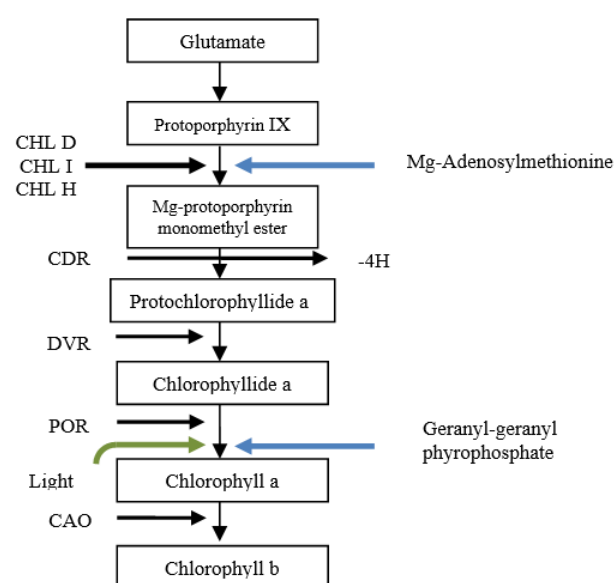 Glutamate
Protoporphyrin IX
CHL D
CHL I
CHL H
Mg-Adenosylmethionine
Mg-protoporphyrin
monomethyl ester
CDR
-4H
Protochlorophyllide a
DVR
Chlorophyllide a
POR
Geranyl-geranyl
phyrophosphate
Light
Chlorophyll a
CAO
Chlorophyll b